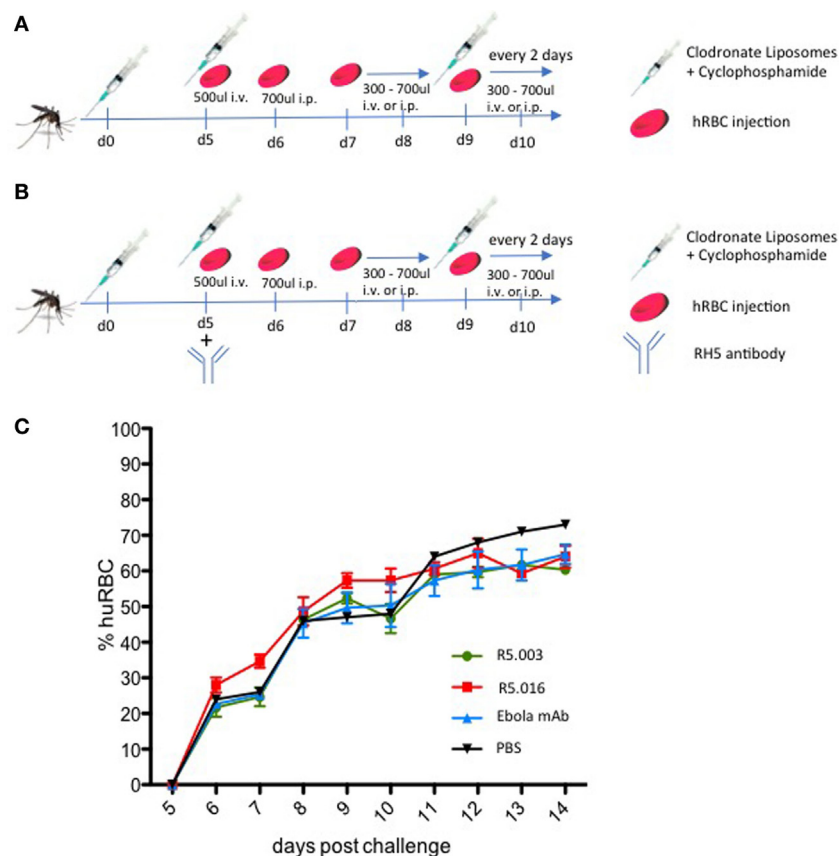 A
500ul i.v.
700ul i.p.
300 - 700ul
i.v. or i.p.
every 2 days
300 - 700ul
i.v. or i.p.
d0
d5
d6
d7
d8
d9
d10
Clodronate Liposomes
+ Cyclophosphamide
hRBC injection
B
500ul i.v.
700ul i.p.
300 - 700ul
i.v. or i.p.
every 2 days
300 - 700ul
i.v. or i.p.
d0
d5
d6
d7
d8
d9
d10
+
Clodronate Liposomes
+ Cyclophosphamide
hRBC injection
RH5 antibody
C
% huRBC
100
90
80
70
60
50
40
30
20
10
0
R5.003
R5.016
Ebola mAb
PBS
5
6
7
8
9
10
11
12
13
14
days post challenge